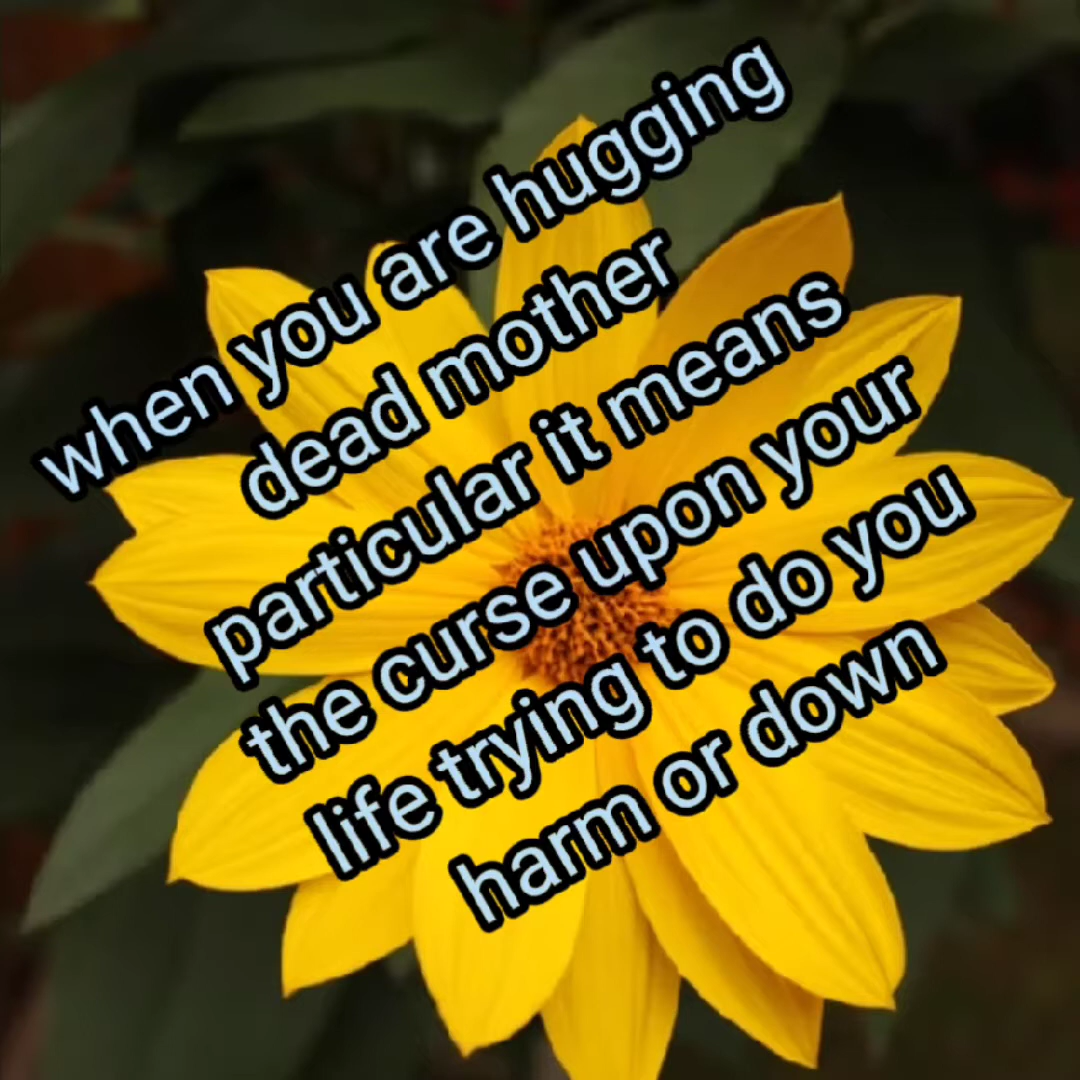 when you are hugging
dead mother
particular it means
the curse upon your
life trying to do you
harm or down